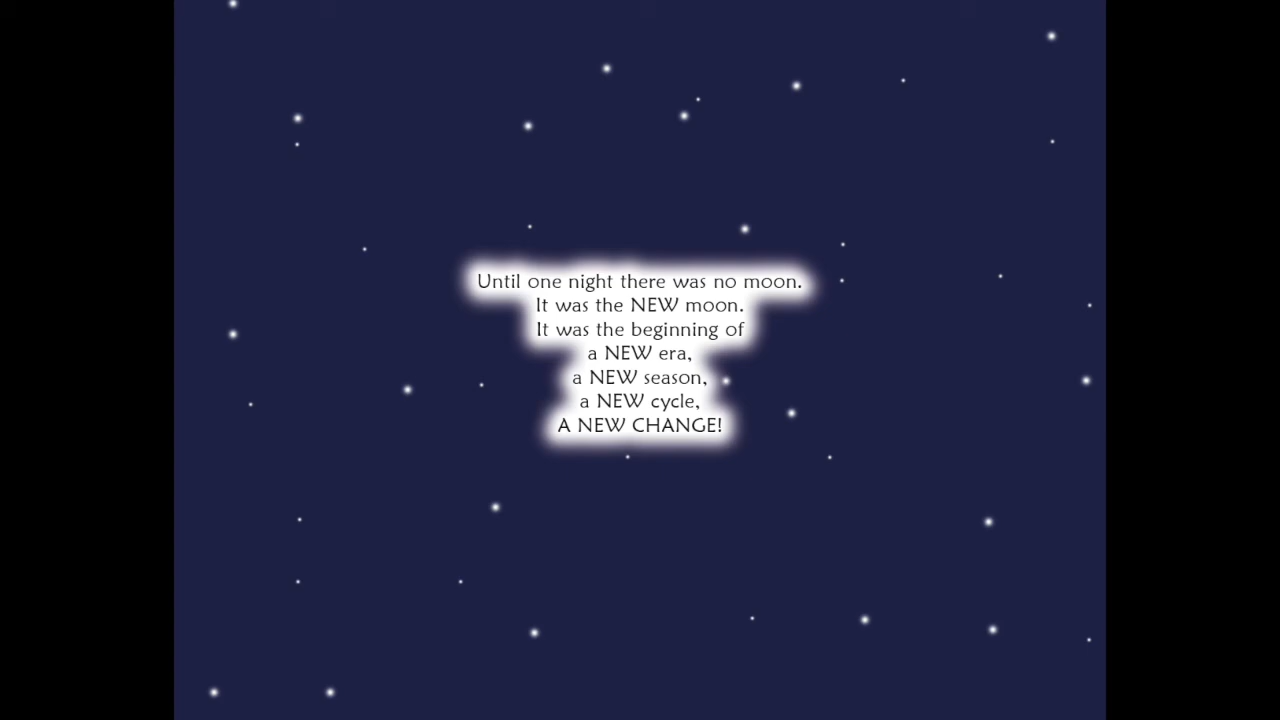 Until one night there was no moon.
It was the NEW moon.
It was the beginning of
a NEW era,
a NEW season,
a NEW cycle,
A NEW CHANGE!